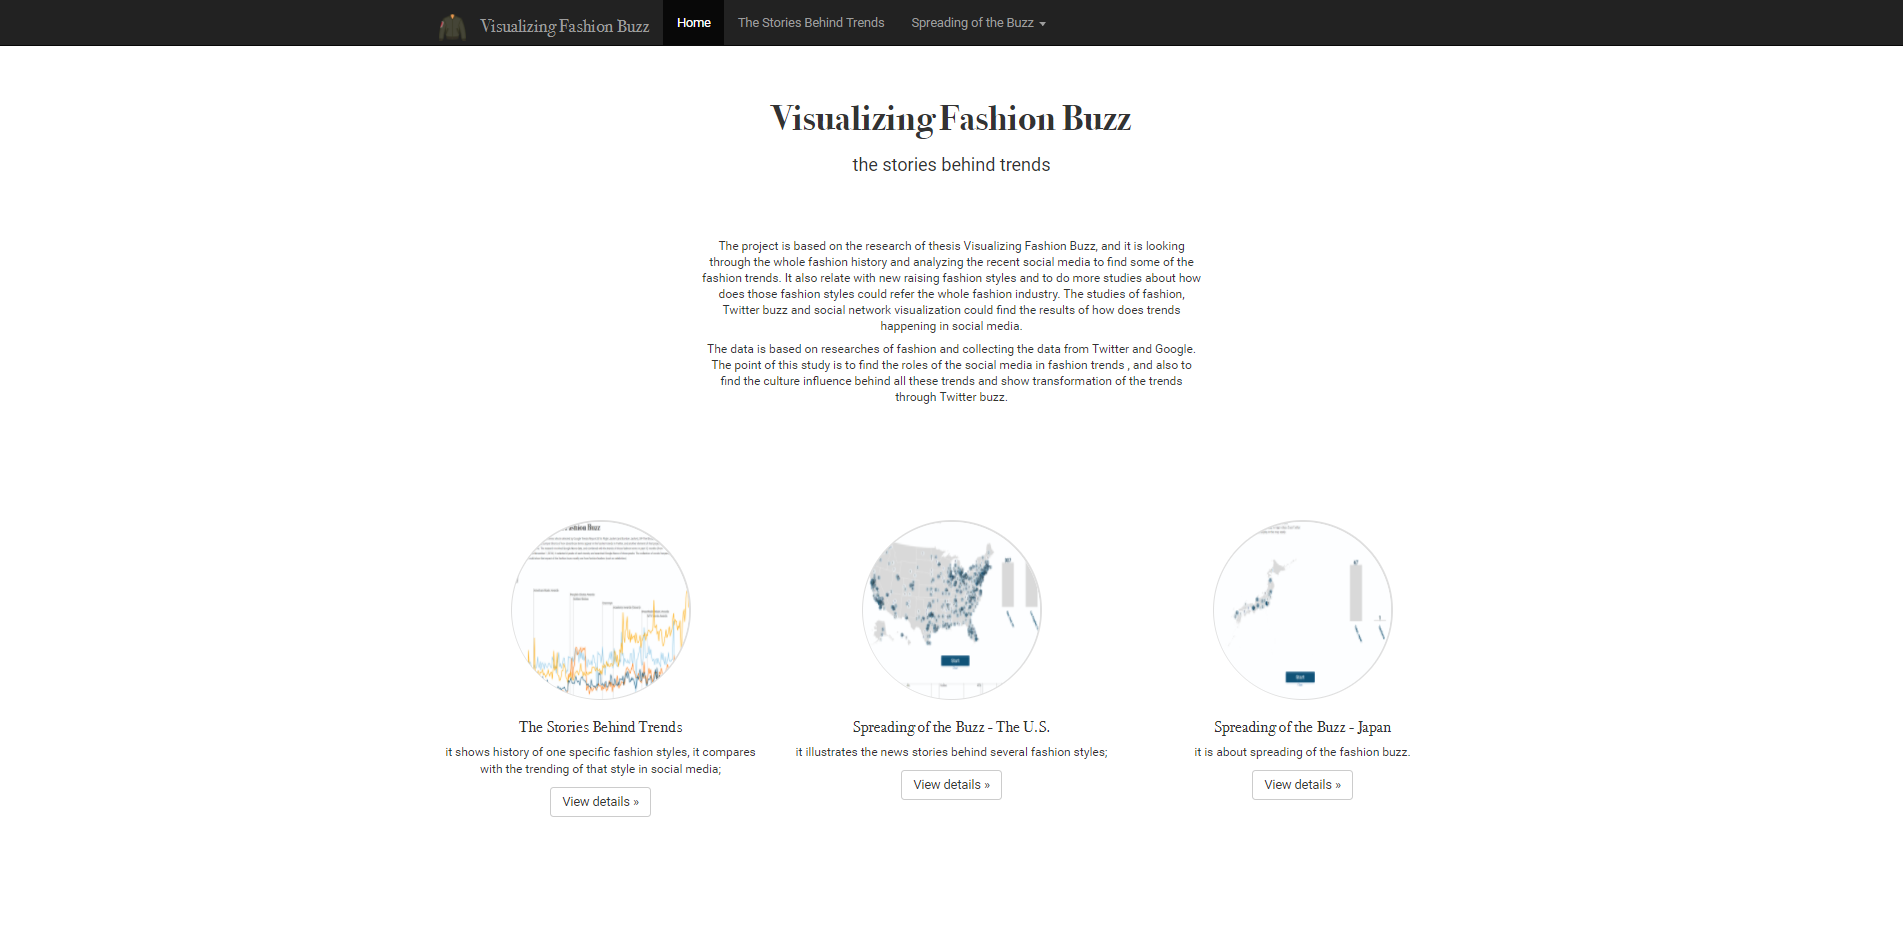 Visualizing Fashion Buzz
Home
The Stories Behind Trends
Spreading of the Buzz
Visualizing Fashion Buzz
the stories behind trends
The project is based on the research of thesis Visualizing Fashion Buzz, and it is looking
through the whole fashion history and analyzing the recent social media to find some of the
fashion trends. It also relate with new raising fashion styles and to do more studies about how
does those fashion styles could refer the whole fashion industry. The studies of fashion,
Twitter buzz and social network visualization could find the results of how does trends
happening in social media.
The data is based on researches of fashion and collecting the data from Twitter and Google.
The point of this study is to find the roles of the social media in fashion trends , and also to
find the culture influence behind all these trends and show transformation of the trends
through Twitter buzz.
Buzz
Start
Start
The Stories Behind Trends
it shows history of one specific fashion styles, it compares
with the trending of that style in social media;
View details »
Spreading of the Buzz - The U.S.
it illustrates the news stories behind several fashion styles;
View details »
Spreading of the Buzz - Japan
it is about spreading of the fashion buzz.
View details »